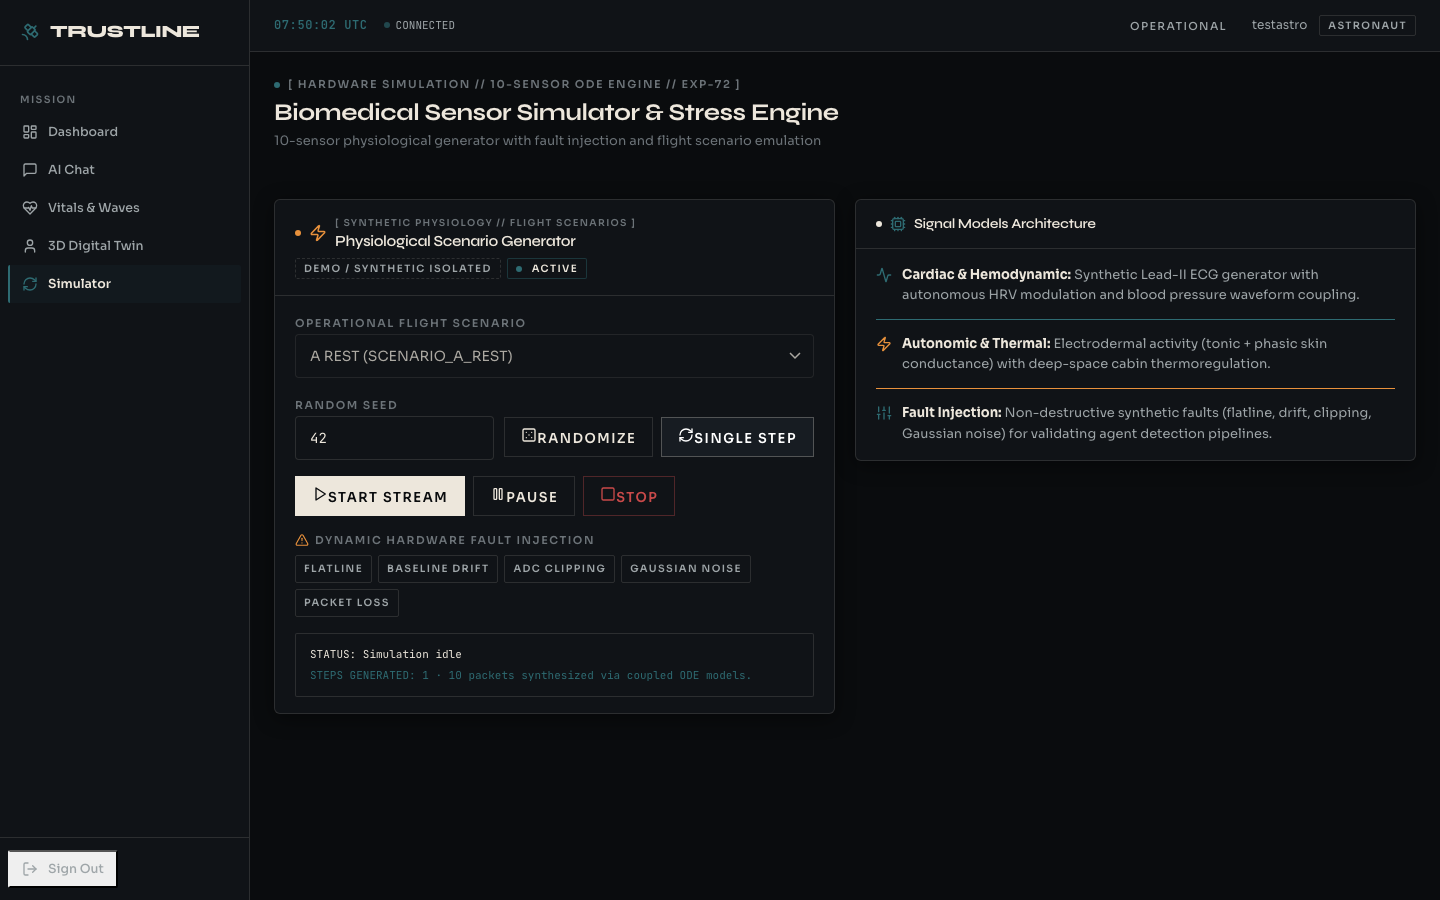 TRUSTLINE
07:50:02 UTC
CONNECTED
OPERATIONAL
testastro
ASTRONAUT
MISSION
Dashboard
AI Chat
Vitals & Waves
3D Digital Twin
Simulator
Sign Out
[ HARDWARE SIMULATION // 10-SENSOR ODE ENGINE // EXP-72 ]
Biomedical Sensor Simulator & Stress Engine
10-sensor physiological generator with fault injection and flight scenario emulation
[ SYNTHETIC PHYSIOLOGY // FLIGHT SCENARIOS ]
Physiological Scenario Generator
DEMO / SYNTHETIC ISOLATED
ACTIVE
OPERATIONAL FLIGHT SCENARIO
A REST (SCENARIO_A_REST)
RANDOM SEED
42
RANDOMIZE
SINGLE STEP
START STREAM
PAUSE
STOP
DYNAMIC HARDWARE FAULT INJECTION
FLATLINE
BASELINE DRIFT
ADC CLIPPING
GAUSSIAN NOISE
PACKET LOSS
STATUS: Simulation idle
STEPS GENERATED: 1 · 10 packets synthesized via coupled ODE models.
Signal Models Architecture
Cardiac & Hemodynamic: Synthetic Lead-II ECG generator with
autonomous HRV modulation and blood pressure waveform coupling.
Autonomic & Thermal: Electrodermal activity (tonic + phasic skin
conductance) with deep-space cabin thermoregulation.
Fault Injection: Non-destructive synthetic faults (flatline, drift, clipping,
Gaussian noise) for validating agent detection pipelines.